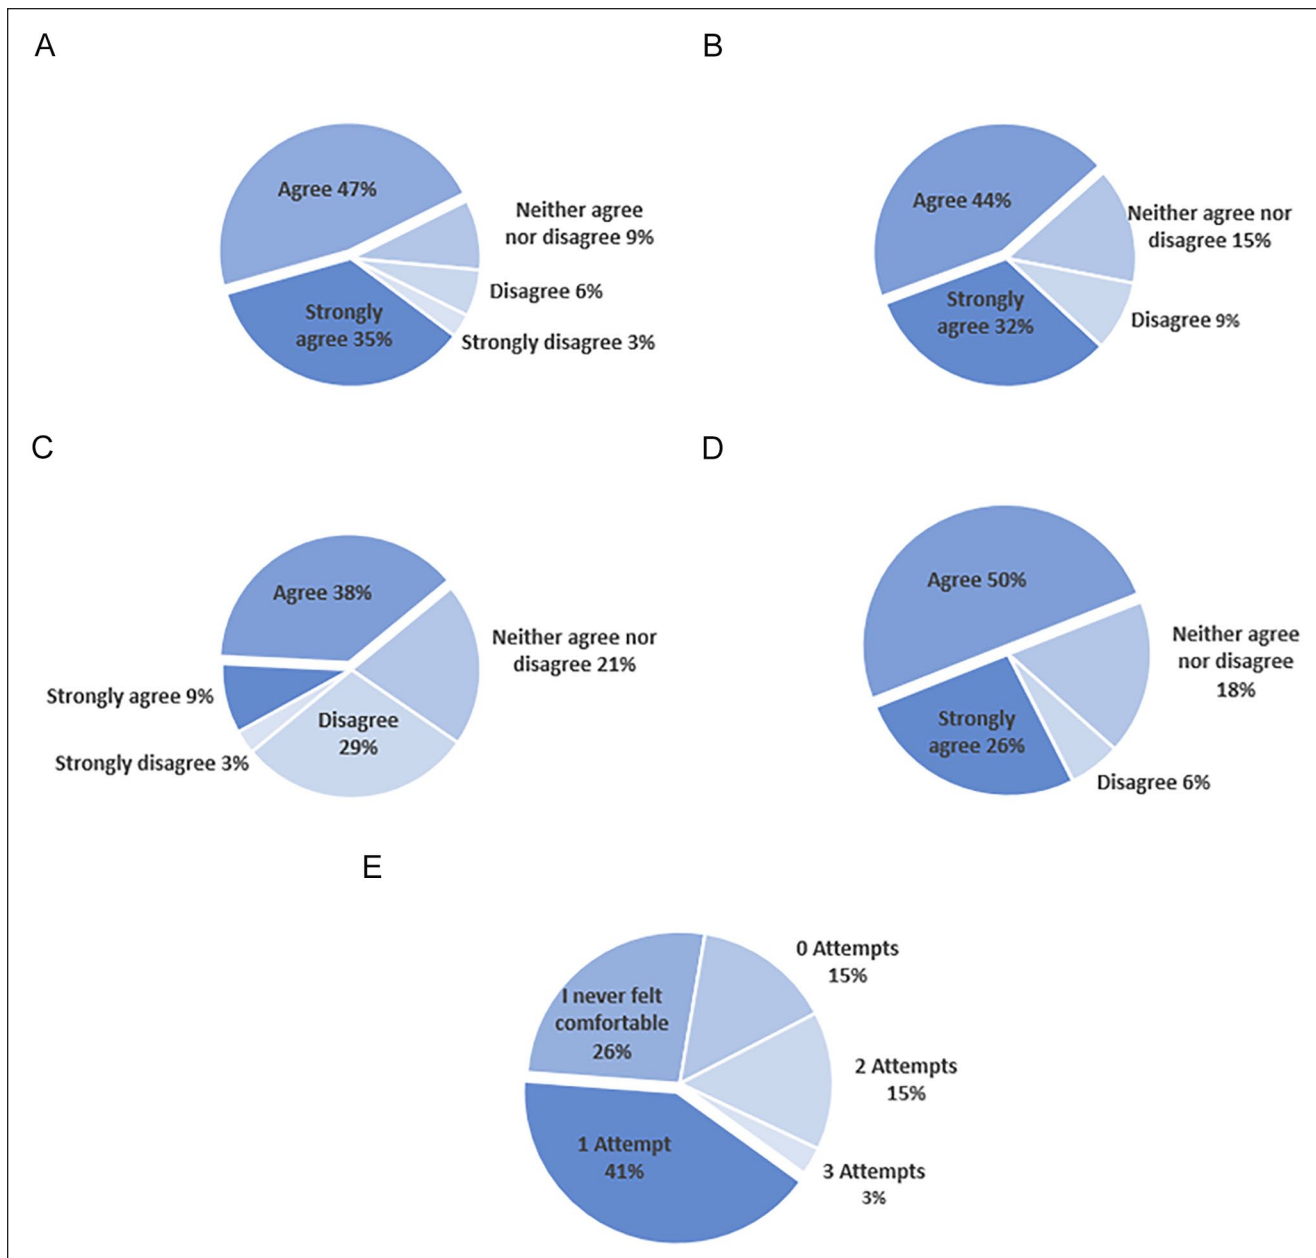 A
Agree 47%
Neither agree
nor disagree 9%
Disagree 6%
Strongly disagree 3%
Strongly
agree 35%
B
Agree 44%
Neither agree nor
disagree 15%
Disagree 9%
Strongly
agree 32%
C
Agree 38%
Neither agree nor
disagree 21%
Disagree
29%
Strongly disagree 3%
Strongly agree 9%
D
Agree 50%
Neither agree
nor disagree
18%
Disagree 6%
Strongly
agree 26%
E
I never felt
comfortable
26%
0 Attempts
15%
2 Attempts
15%
3 Attempts
3%
1 Attempt
41%